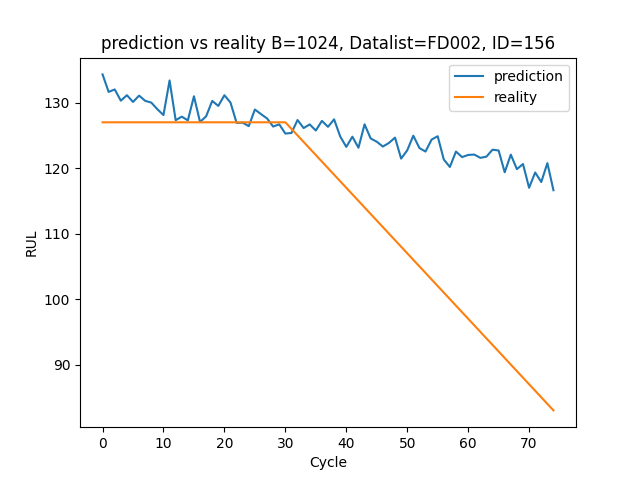 prediction vs reality B=1024, Datalist=FD002, ID=156
prediction
reality
RUL
130
120
110
100
90
0 10 20 30 40 50 60 70
Cycle